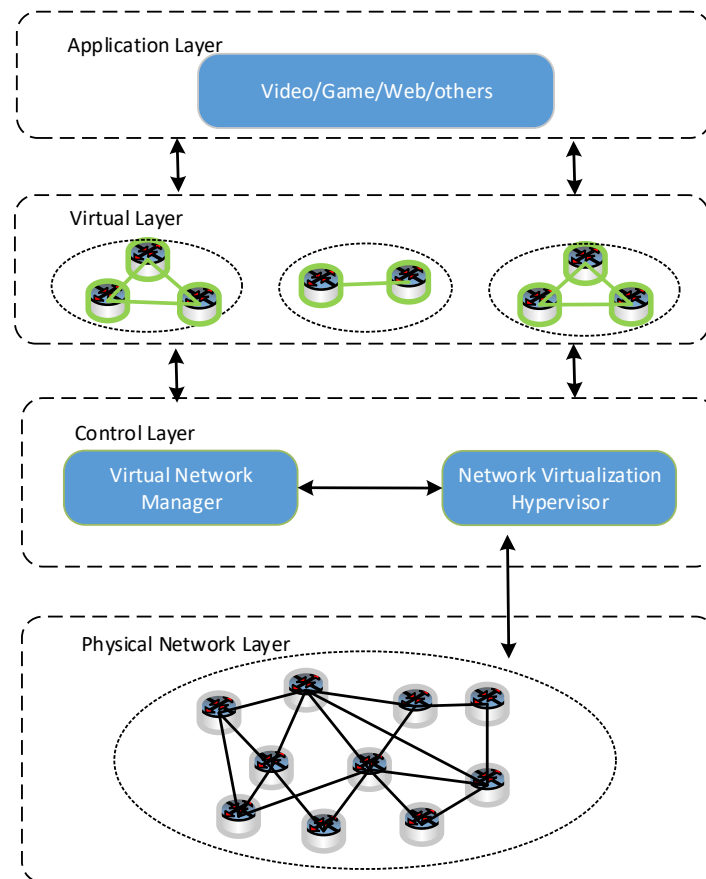 Application Layer
Video/Game/Web/others
Virtual Layer
Control Layer
Virtual Network
Manager
Network Virtualization
Hypervisor
Physical Network Layer